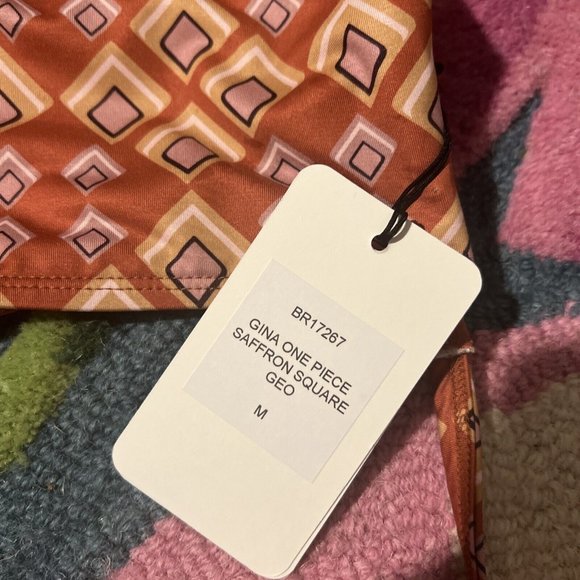 BR17267
GINA ONE PIECE
SAFFRON SQUARE
GEO
M